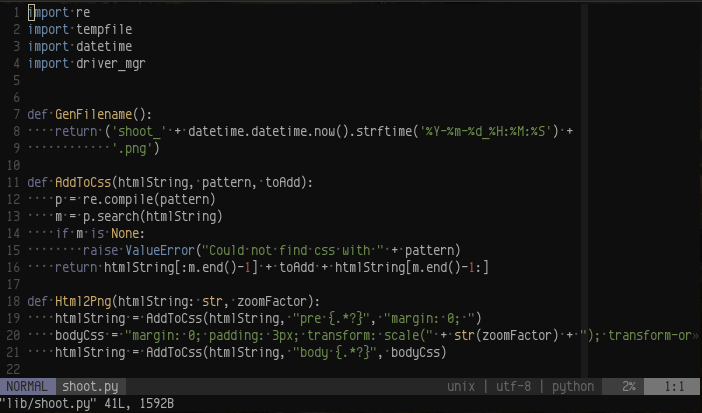 1 import re
2 import tempfile
3 import datetime
4 import driver_mgr
5
6
7 def·GenFilename():
8 ····return·('shoot_'·+·datetime.datetime.now().strftime('%Y-%m-%d_%H:%M:%S')·+
9 ············'.png')
10
11 def·AddToCss(htmlString,·pattern,·toAdd):
12 ····p·=·re.compile(pattern)
13 ····m·=·p.search(htmlString)
14 ····if·m·is·None:
15 ········raise·ValueError("Could·not·find·css·with·"·+·pattern)
16 ····return·htmlString[:m.end()-1]·+·toAdd·+·htmlString[m.end()-1:]
17
18 def·Html2Png(htmlString:·str,·zoomFactor):
19 ····htmlString·=·AddToCss(htmlString,·"pre·{.*?}",·"margin:·0;·")
20 ····bodyCss·=·"margin:·0;·padding:·3px;·transform:·scale("·+·str(zoomFactor)·+·");·transform-or»
21 ····htmlString·=·AddToCss(htmlString,·"body·{.*?}",·bodyCss)
22
NORMAL shoot.py unix | utf-8 | python 2% 1:1
"lib/shoot.py" 41L, 1592B